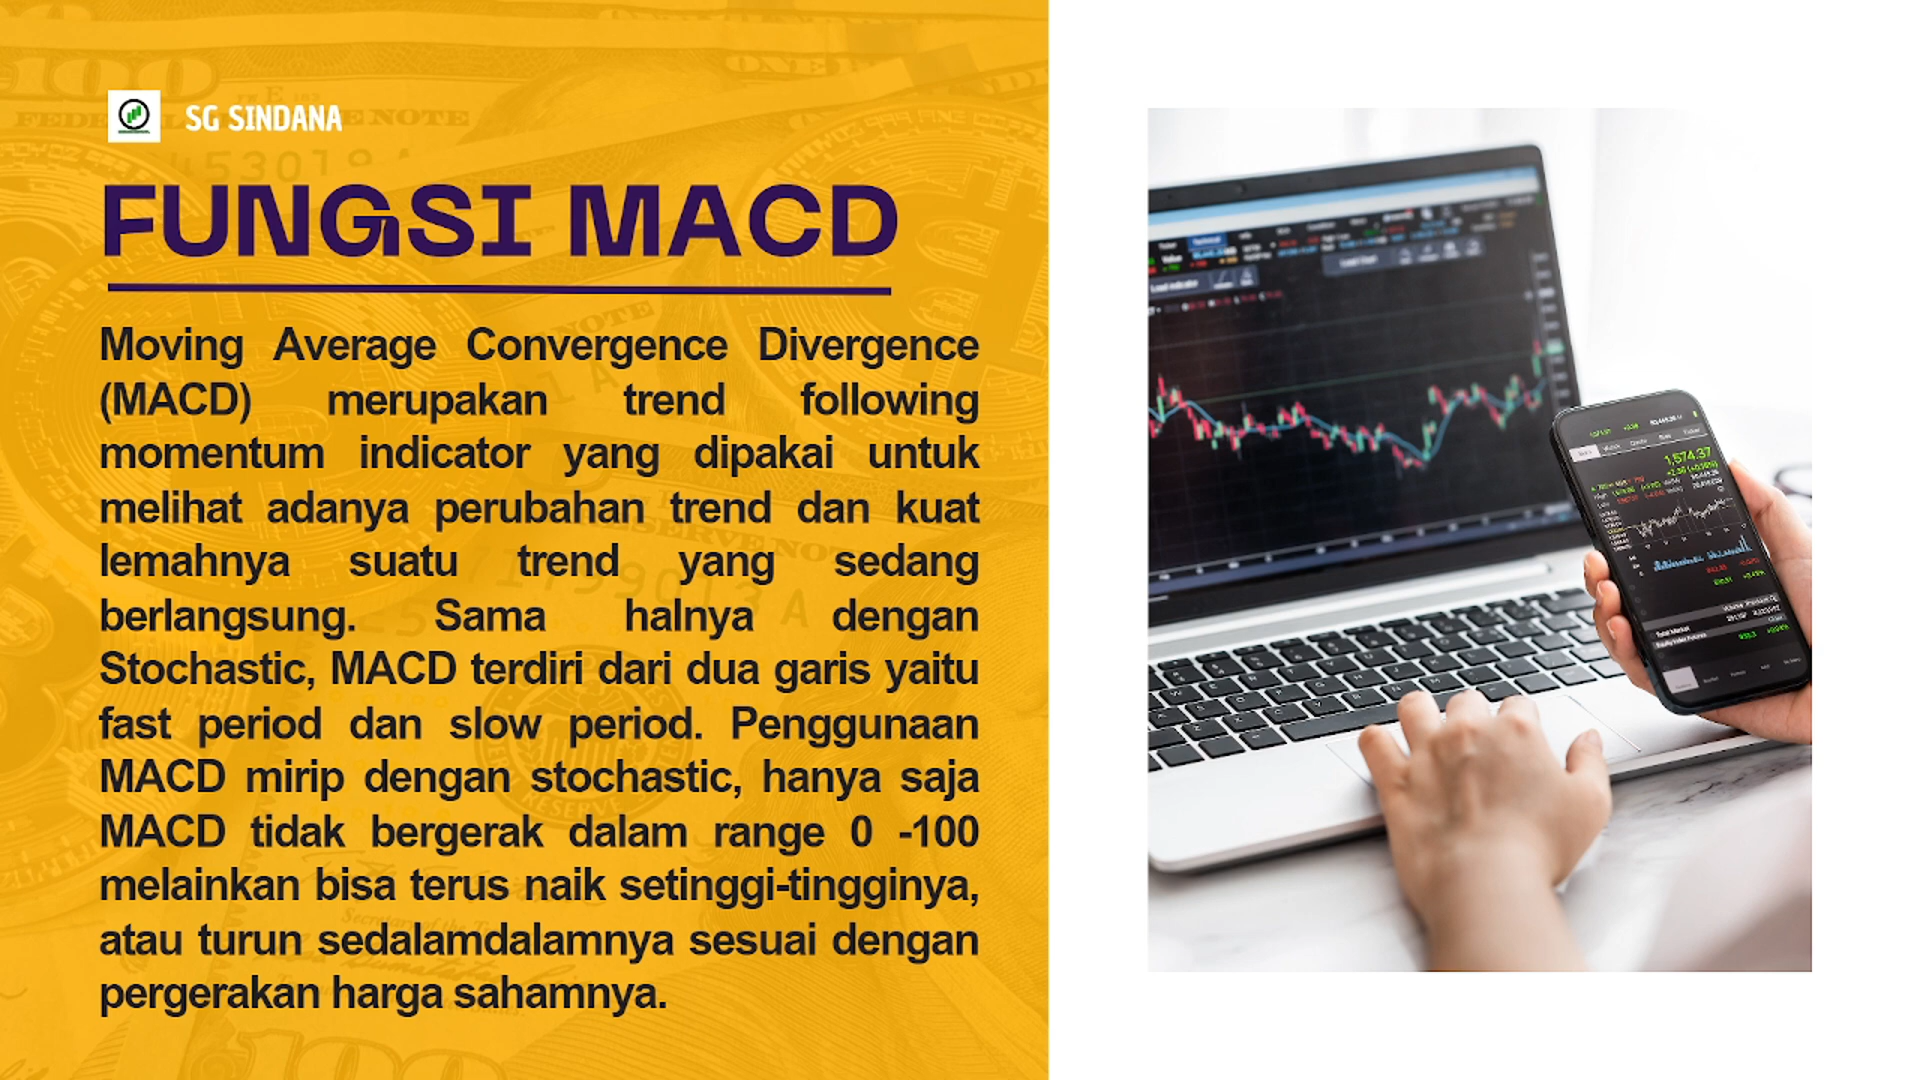 SG SINDANA
FUNGSI MACD
Moving Average Convergence Divergence
(MACD) merupakan trend following
momentum indicator yang dipakai untuk
melihat adanya perubahan trend dan kuat
lemahnya suatu trend yang sedang
berlangsung. Sama halnya dengan
Stochastic, MACD terdiri dari dua garis yaitu
fast period dan slow period. Penggunaan
MACD mirip dengan stochastic, hanya saja
MACD tidak bergerak dalam range 0 -100
melainkan bisa terus naik setinggi-tingginya,
atau turun sedalamdalamnya sesuai dengan
pergerakan harga sahamnya.
1,574.37